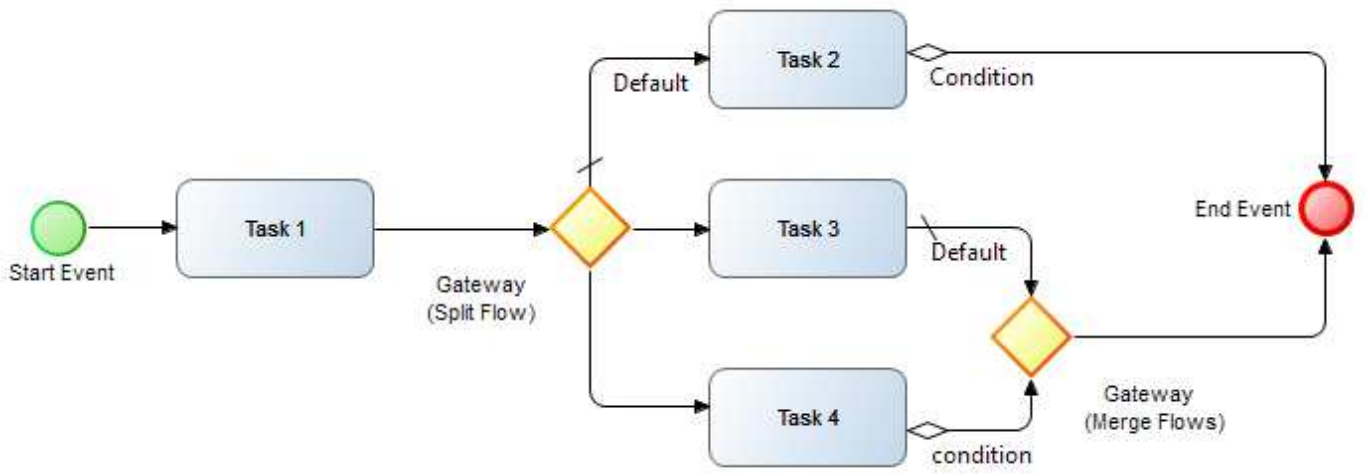 Task 2
Default
Condition
Task 1
Task 3
End Event
Default
Start Event
Gateway
(Split Flow)
Gateway
(Merge Flows)
Task 4
condition